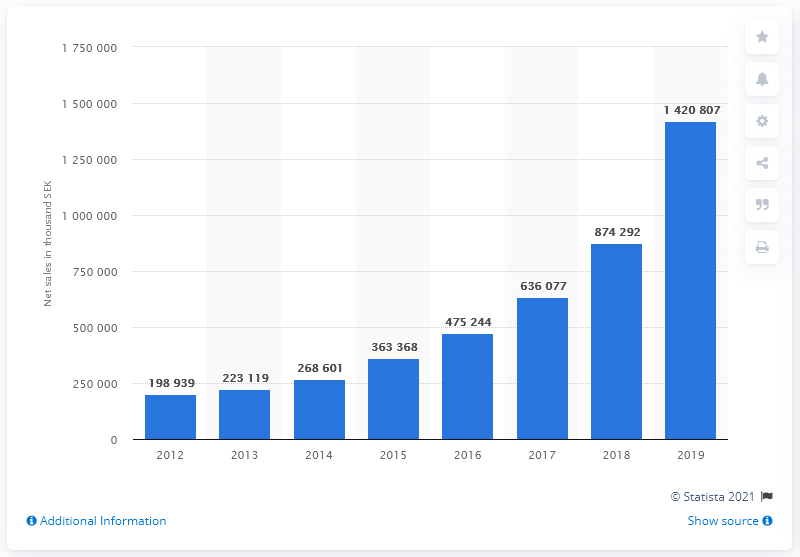 1 750 000
1 500 000
1 250 000
1 000 000
750 000
500 000
250 000
0
Net sales in thousand SEK
198 939
223 119
268 601
363 368
475 244
636 077
874 292
1 420 807
2012 2013 2014 2015 2016 2017 2018 2019
© Statista 2021
Additional Information
Show source